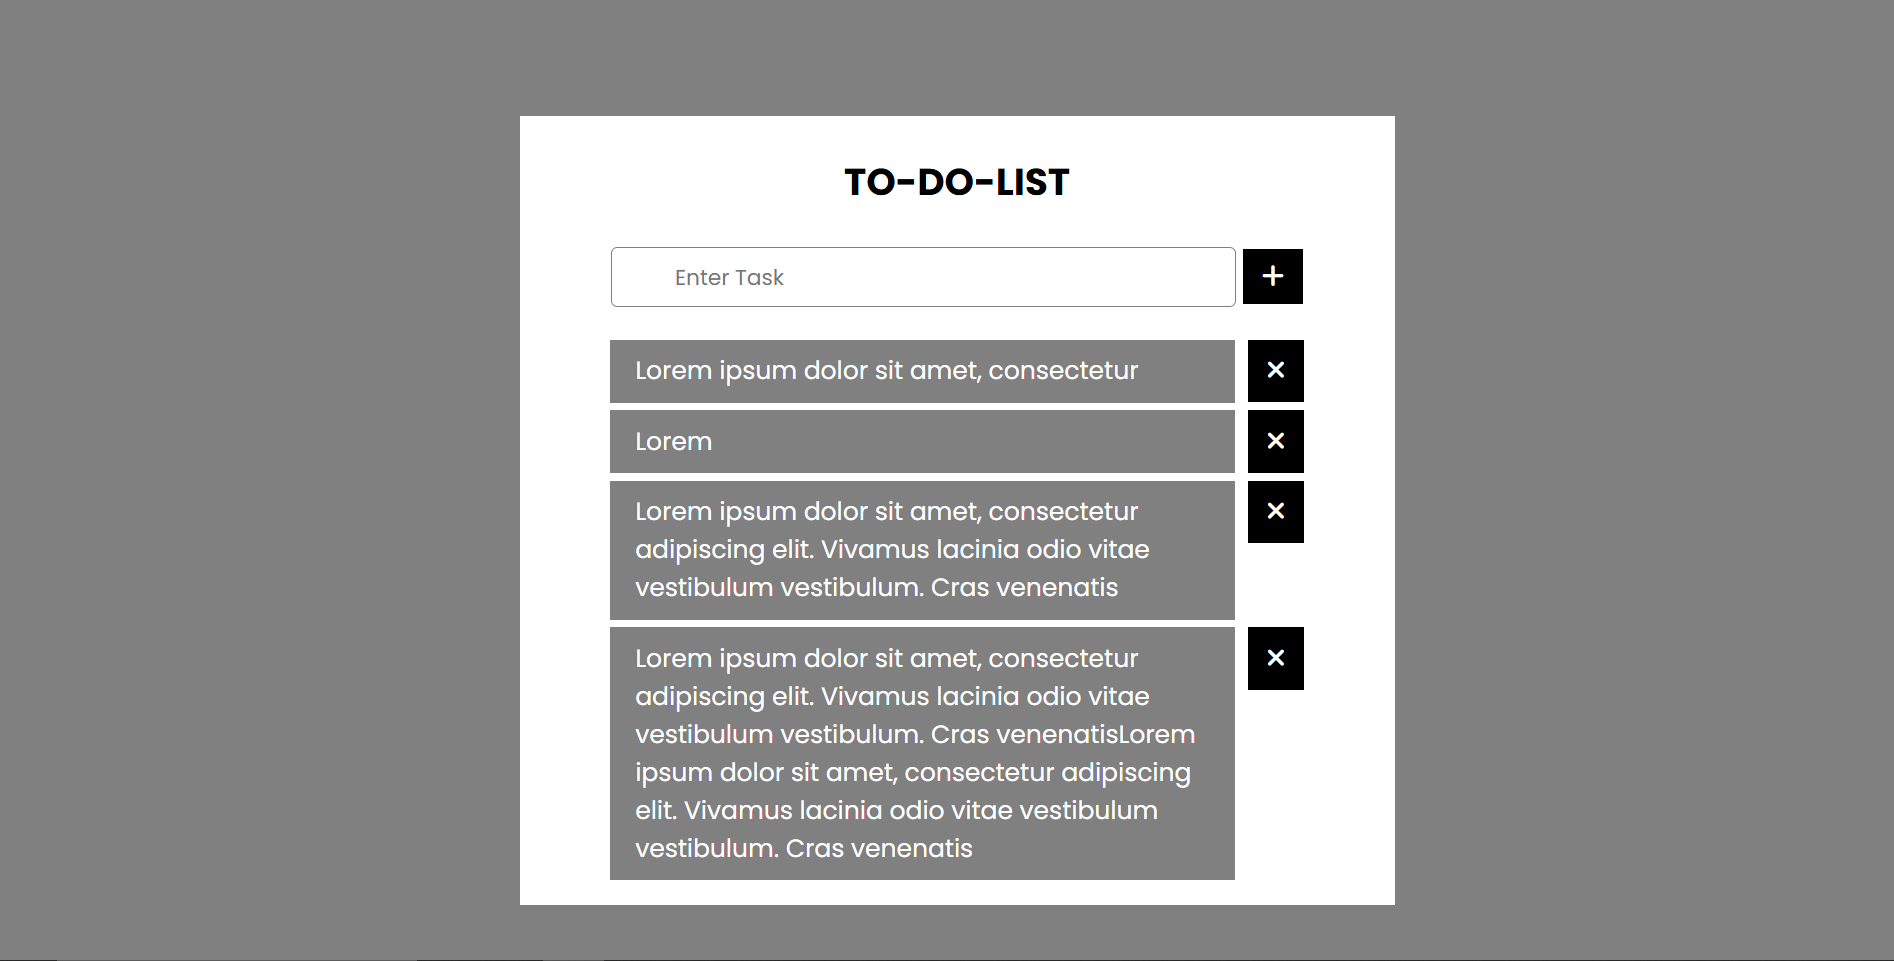 TO-DO-LIST
Enter Task
Lorem ipsum dolor sit amet, consectetur
Lorem
Lorem ipsum dolor sit amet, consectetur
adipiscing elit. Vivamus lacinia odio vitae
vestibulum vestibulum. Cras venenatis
Lorem ipsum dolor sit amet, consectetur
adipiscing elit. Vivamus lacinia odio vitae
vestibulum vestibulum. Cras venenatisLorem
ipsum dolor sit amet, consectetur adipiscing
elit. Vivamus lacinia odio vitae vestibulum
vestibulum. Cras venenatis